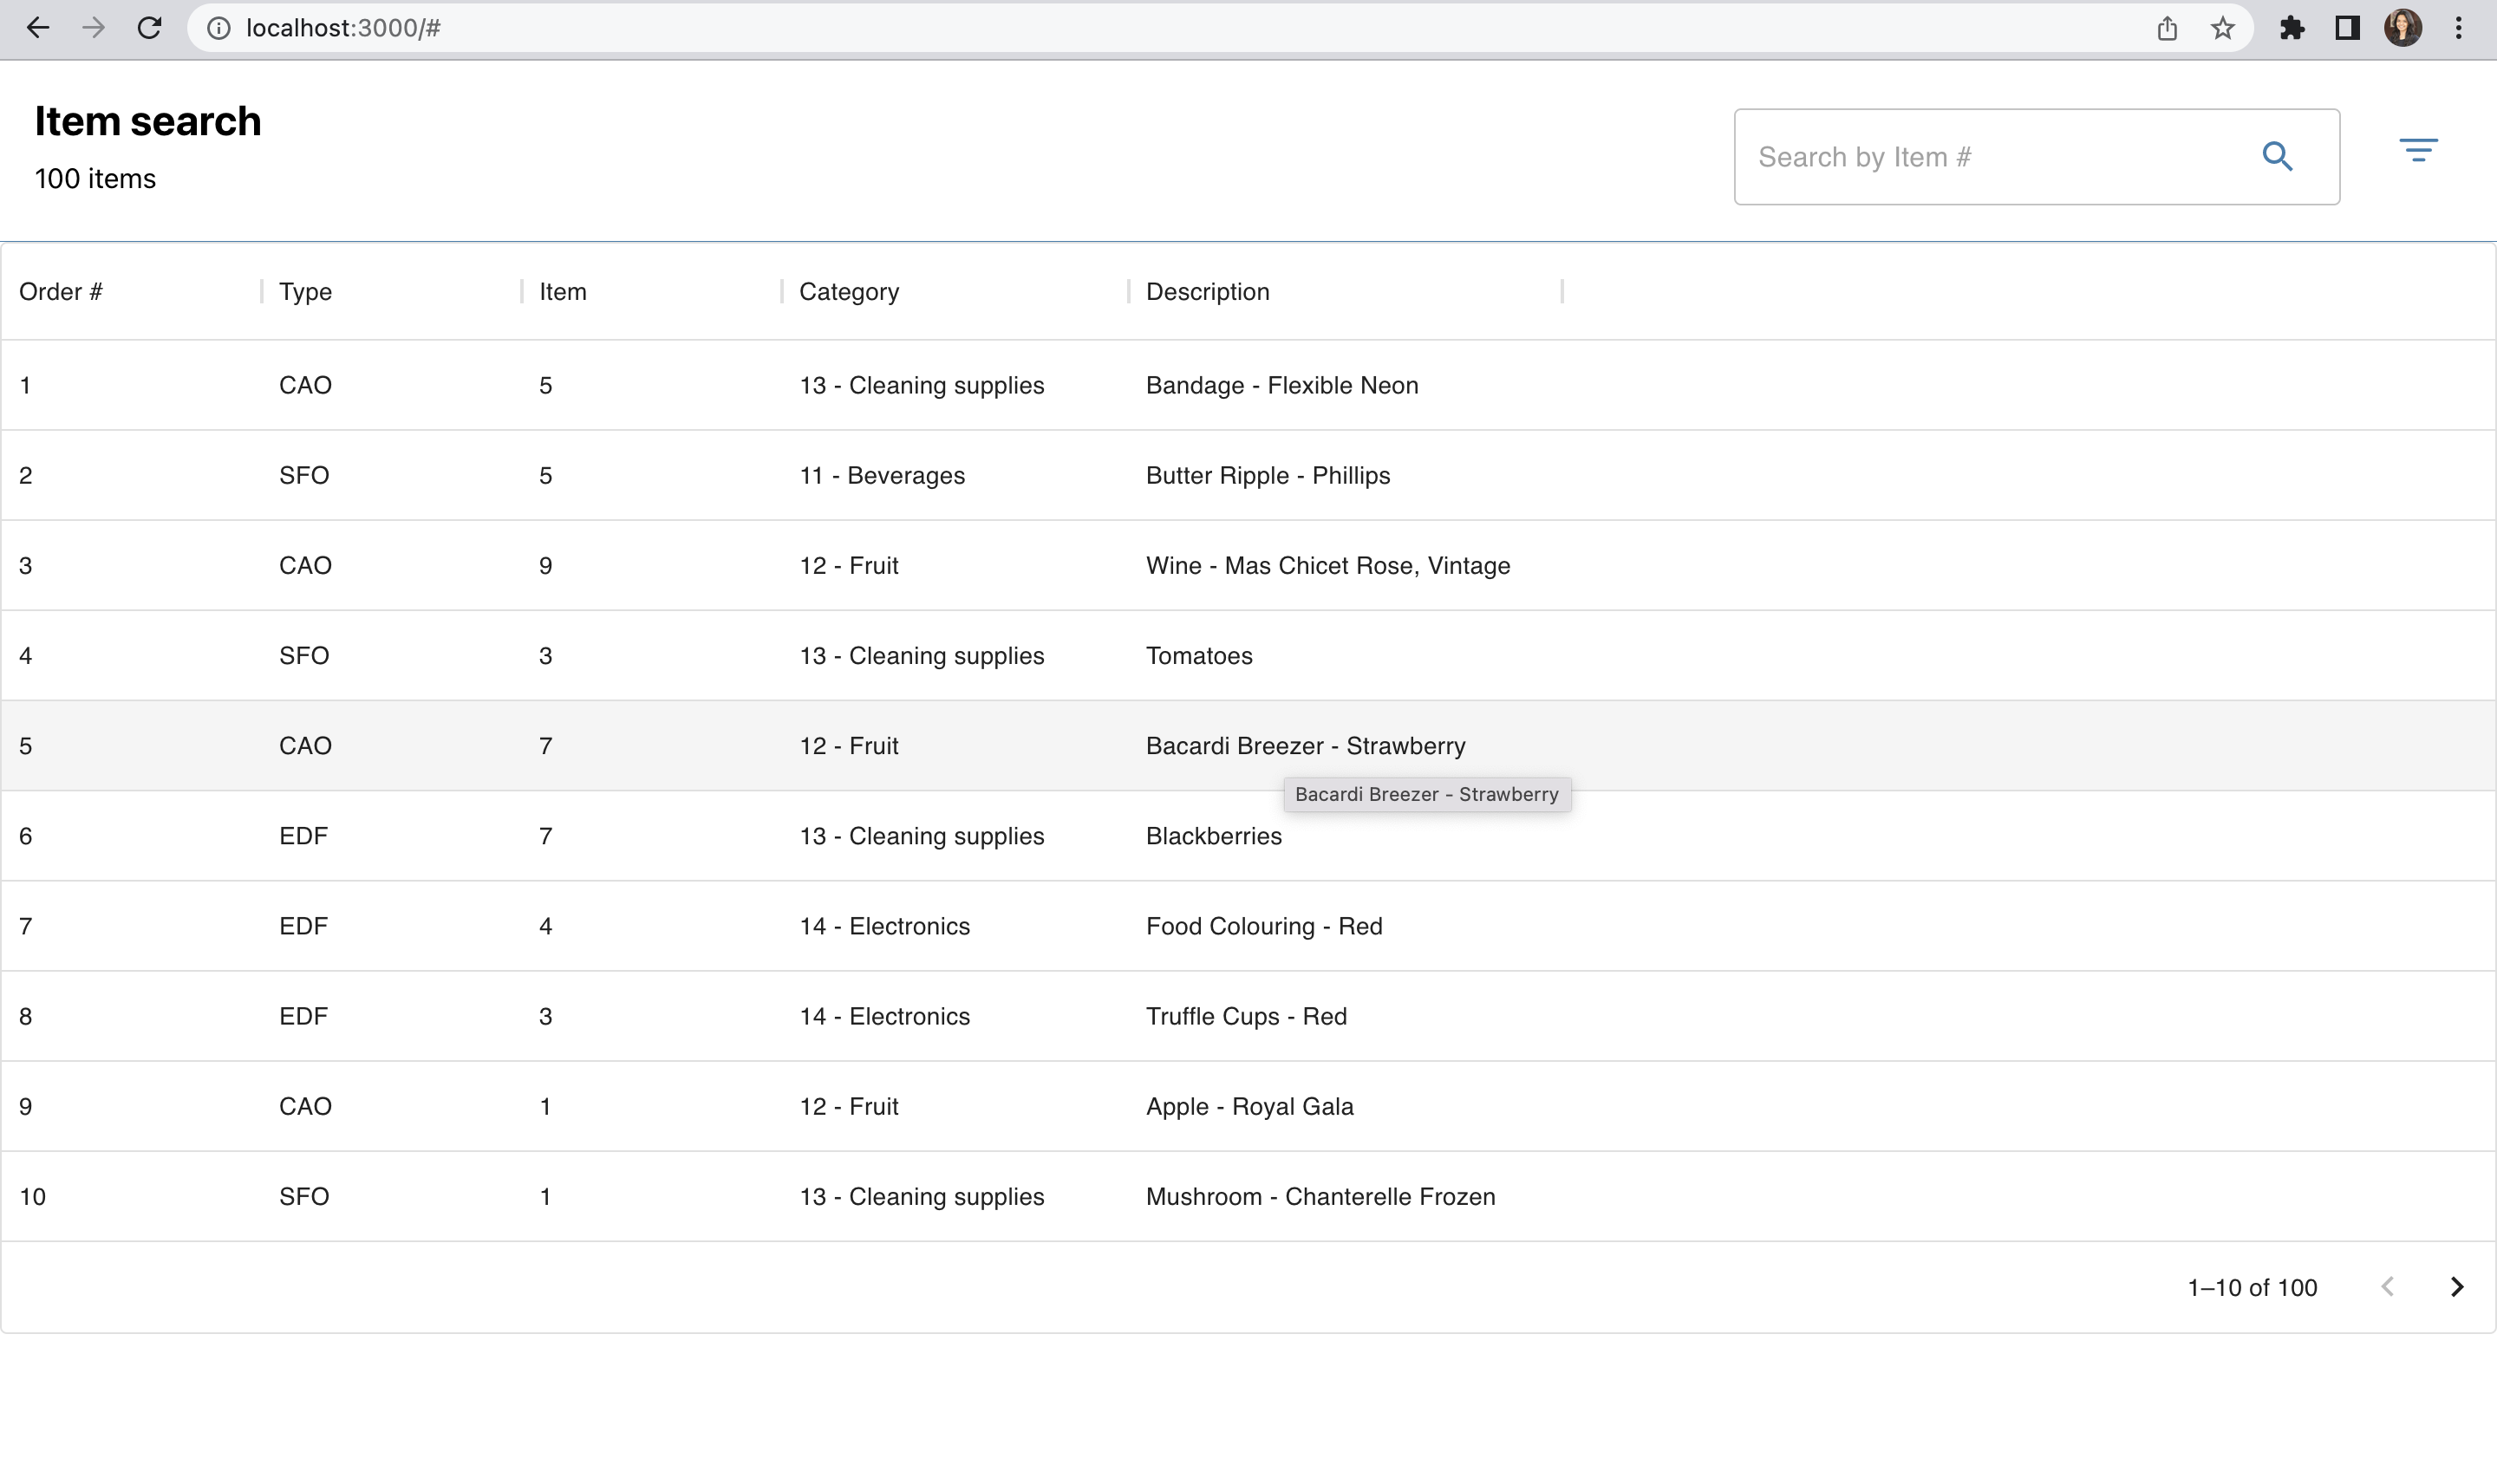 localhost:3000/#
Item search
100 items
Search by Item #
Order # Type Item Category Description
1 CAO 5 13 - Cleaning supplies Bandage - Flexible Neon
2 SFO 5 11 - Beverages Butter Ripple - Phillips
3 CAO 9 12 - Fruit Wine - Mas Chicet Rose, Vintage
4 SFO 3 13 - Cleaning supplies Tomatoes
5 CAO 7 12 - Fruit Bacardi Breezer - Strawberry
Bacardi Breezer - Strawberry
6 EDF 7 13 - Cleaning supplies Blackberries
7 EDF 4 14 - Electronics Food Colouring - Red
8 EDF 3 14 - Electronics Truffle Cups - Red
9 CAO 1 12 - Fruit Apple - Royal Gala
10 SFO 1 13 - Cleaning supplies Mushroom - Chanterelle Frozen
1–10 of 100